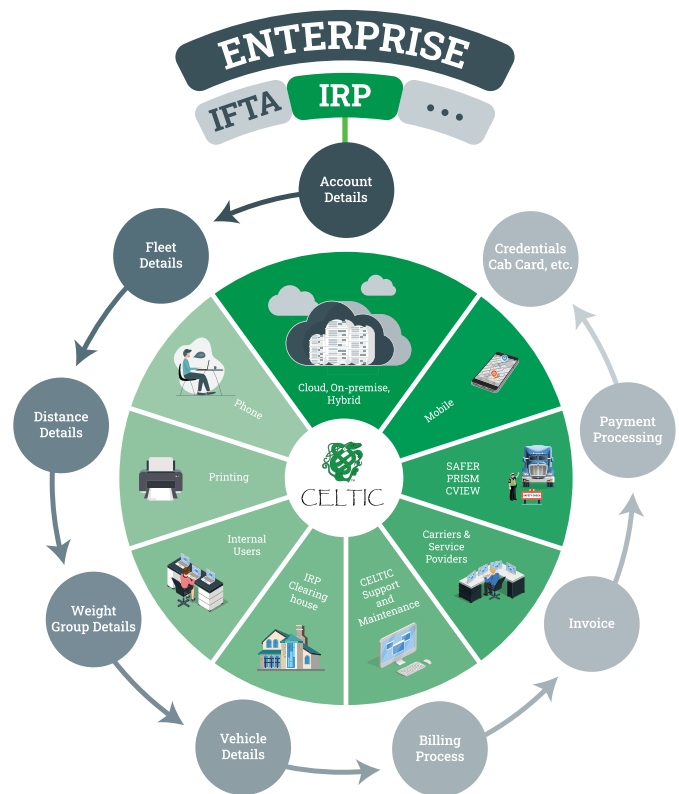 ENTERPRISE
IFTA
IRP
...
Account
Details
Fleet
Details
Distance
Details
Weight
Group Details
Vehicle
Details
Billing
Process
Invoice
Payment
Processing
Credentials
Cab Card, etc.
Cloud, On-premise,
Hybrid
Mobile
SAFER
PRISM
CVIEW
Carriers &
Service
Poviders
CELTIC
Support
and
Maintenance
IRP
Clearing
house
Internal
Users
Printing
Phone
CELTIC